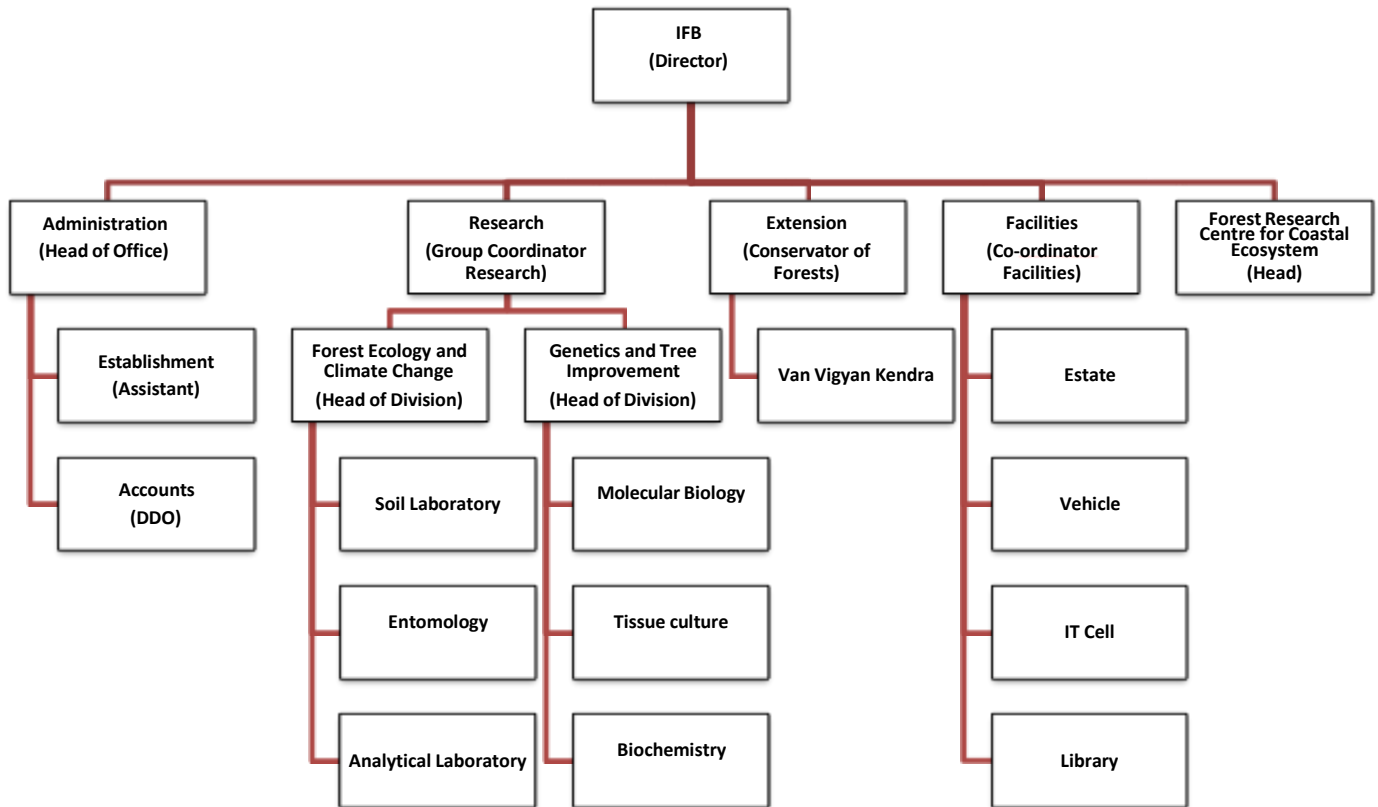 IFB
(Director)
Administration
(Head of Office)
Research
(Group Coordinator
Research)
Extension
(Conservator of
Forests)
Facilities
(Co-ordinator
Facilities)
Forest Research
Centre for Coastal
Ecosystem
(Head)
Establishment
(Assistant)
Accounts
(DDO)
Forest Ecology and
Climate Change
(Head of Division)
Soil Laboratory
Entomology
Analytical Laboratory
Genetics and Tree
Improvement
(Head of Division)
Molecular Biology
Tissue culture
Biochemistry
Van Vigyan Kendra
Estate
Vehicle
IT Cell
Library